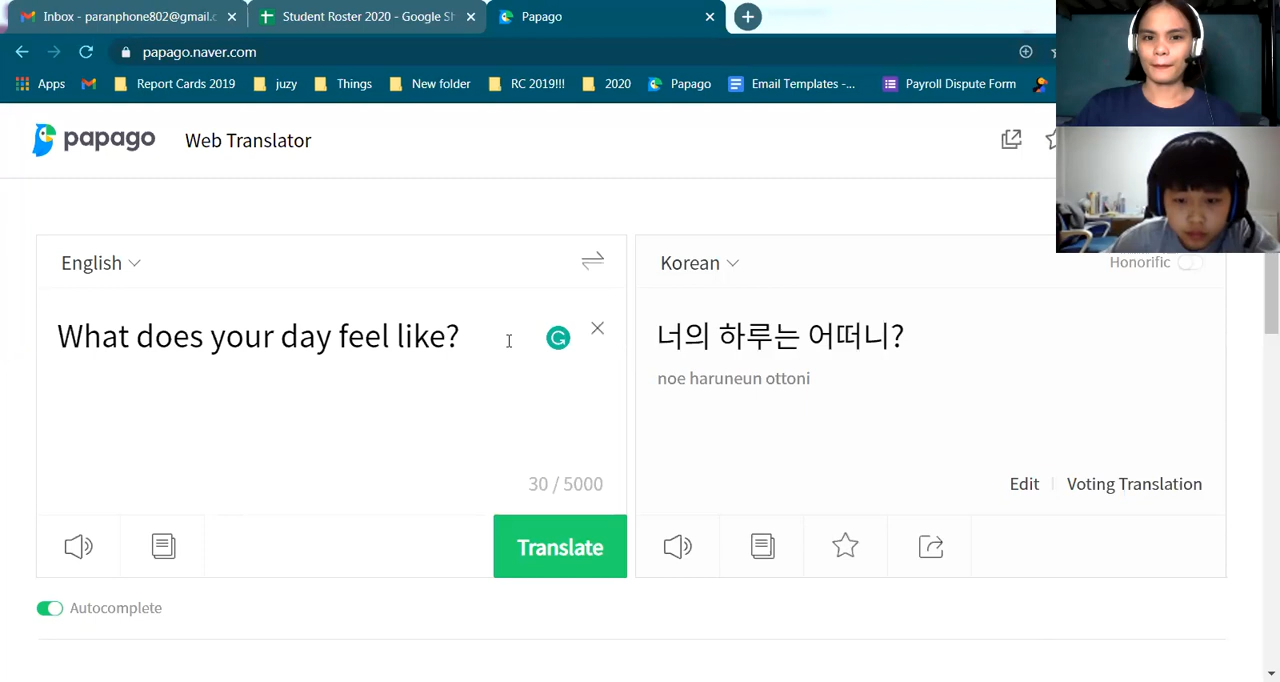 Inbox - paranphone802@gmail.c
Student Roster 2020 - Google Sh
Papago
papago.naver.com
Apps
Report Cards 2019
juzy
Things
New folder
RC 2019!!!
2020
Papago
Email Templates -...
Payroll Dispute Form
papago
Web Translator
English
Korean
Honorific
What does your day feel like?
너의 하루는 어떠니?
noe haruneun ottoni
30 / 5000
Edit
Voting Translation
Translate
Autocomplete